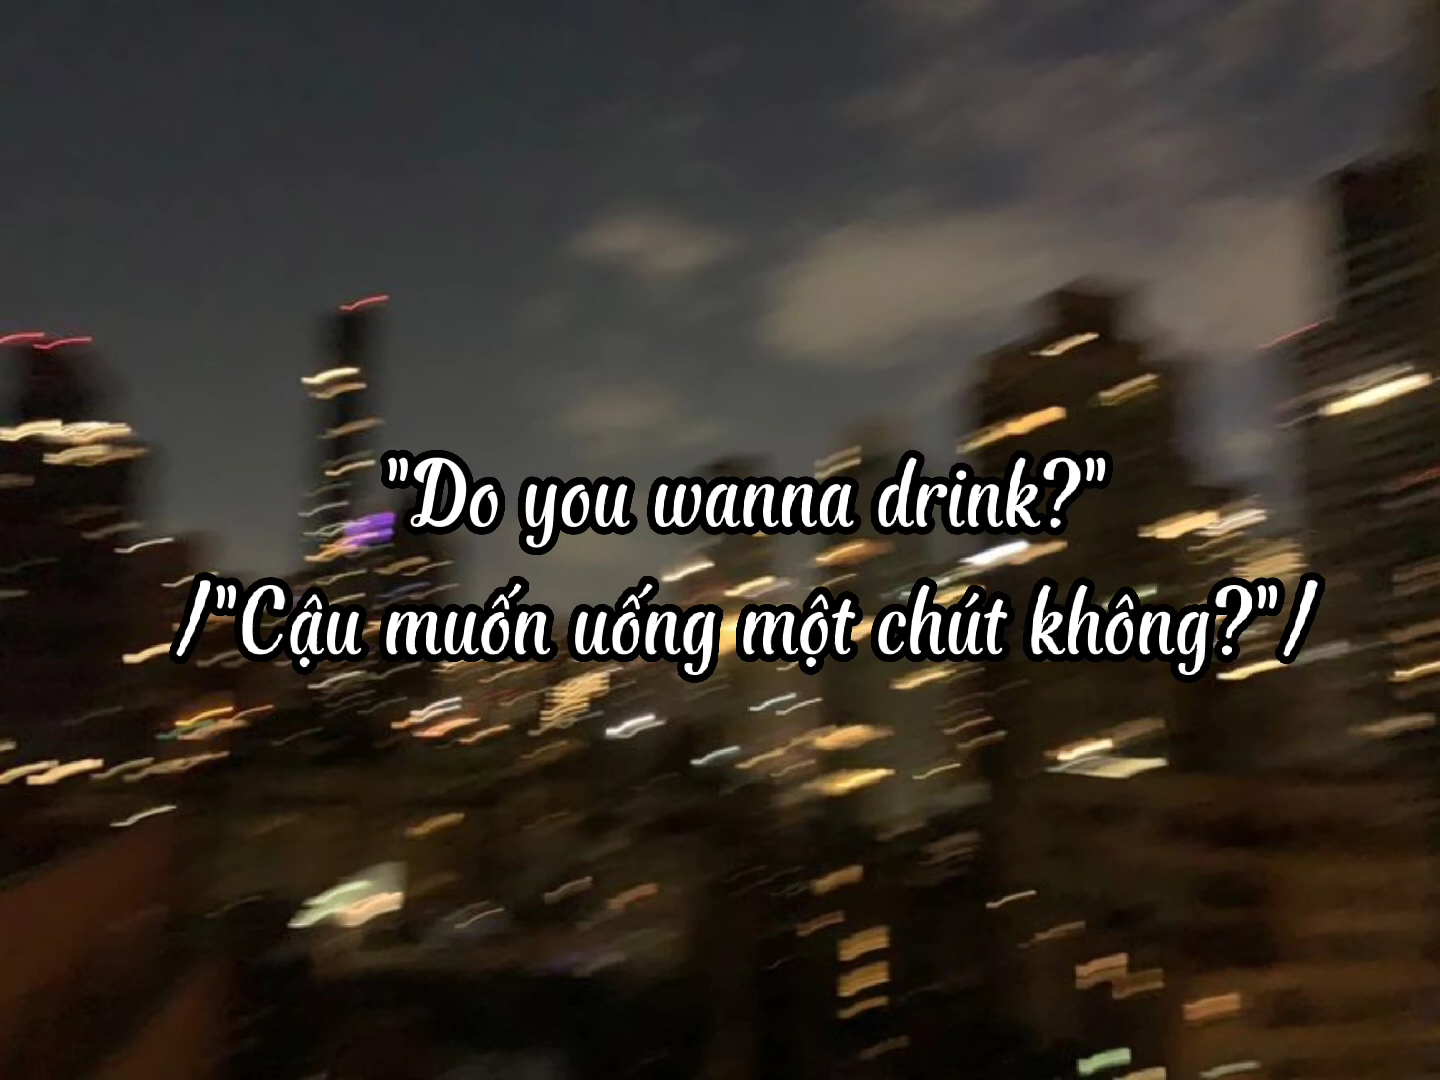 "Do you wanna drink?"
/"Cậu muốn uống một chút không?"/